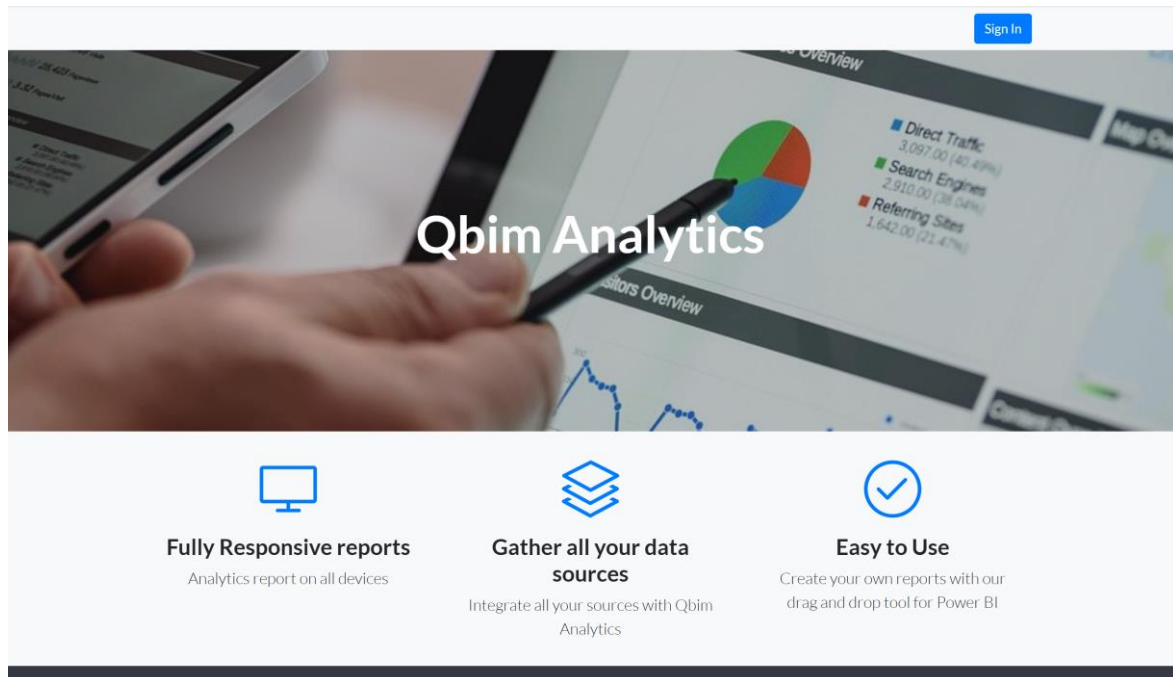 Sign In
s Overview
Map Ove
Direct Traffic
3,097.00 (40.49%)
Search Engines
2,910.00 (38.04%)
Referring Sites
1,642.00 (21.47%)
Qbim Analytics
sitors Overview
Fully Responsive reports
Analytics report on all devices
Gather all your data
sources
Integrate all your sources with Qbim
Analytics
Easy to Use
Create your own reports with our
drag and drop tool for Power BI